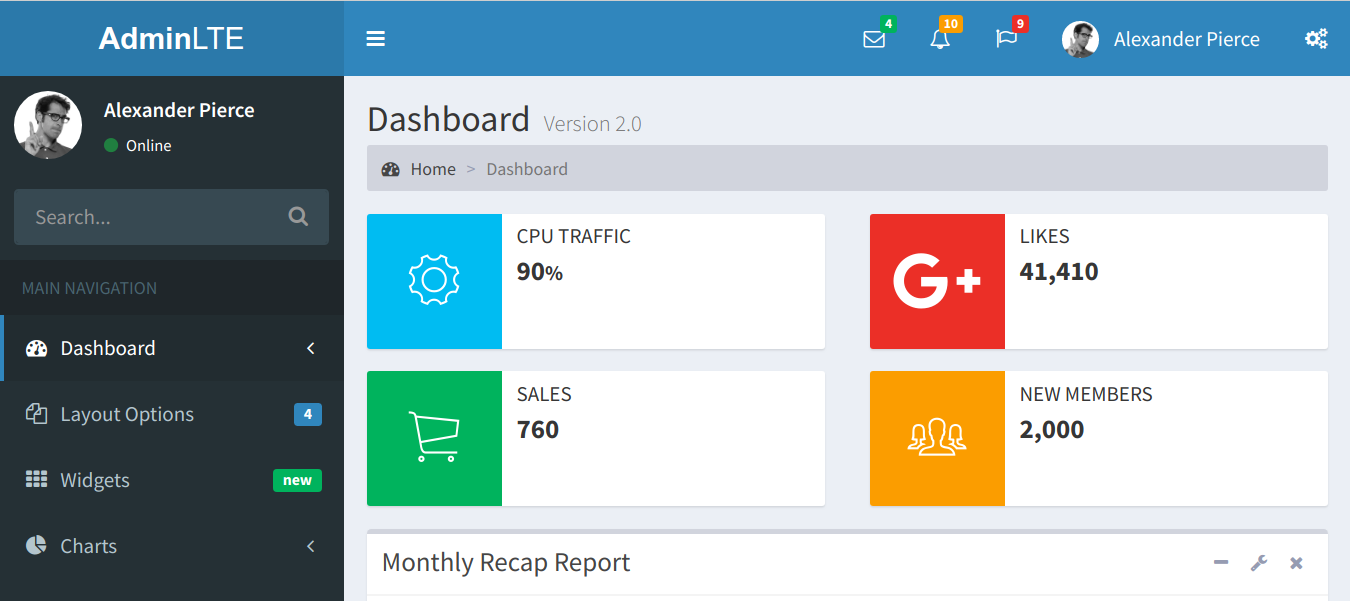 AdminLTE
4
10
9
Alexander Pierce
Alexander Pierce
Online
Search...
MAIN NAVIGATION
Dashboard
Layout Options
4
Widgets
new
Charts
Dashboard Version 2.0
Home > Dashboard
CPU TRAFFIC
90%
G+
LIKES
41,410
SALES
760
NEW MEMBERS
2,000
Monthly Recap Report